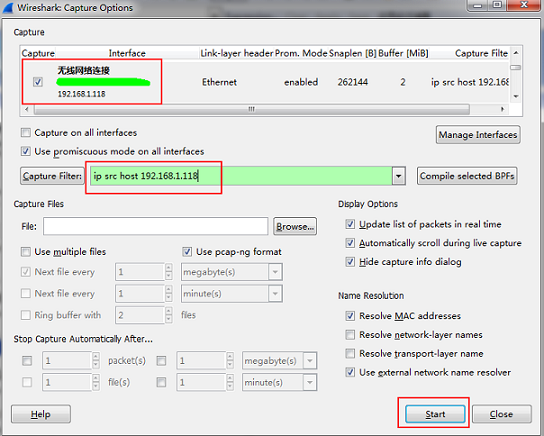 Wireshark: Capture Options
Capture
Capture Interface Link-layer header Prom. Mode Snaplen [B] Buffer [MiB] Capture Filte
无线网络连接
192.168.1.118
Ethernet enabled 262144 2 ip src host 192.168
Capture on all interfaces
Use promiscuous mode on all interfaces
Manage Interfaces
Capture Filter: ip src host 192.168.1.118
Compile selected BPFs
Capture Files
File: Browse...
Use multiple files Use pcap-ng format
Next file every 1 megabyte(s)
Next file every 1 minute(s)
Ring buffer with 2 files
Stop Capture Automatically After...
1 packet(s) 1 megabyte(s)
1 file(s) 1 minute(s)
Display Options
Update list of packets in real time
Automatically scroll during live capture
Hide capture info dialog
Name Resolution
Resolve MAC addresses
Resolve network-layer names
Resolve transport-layer name
Use external network name resolver
Help Start Close